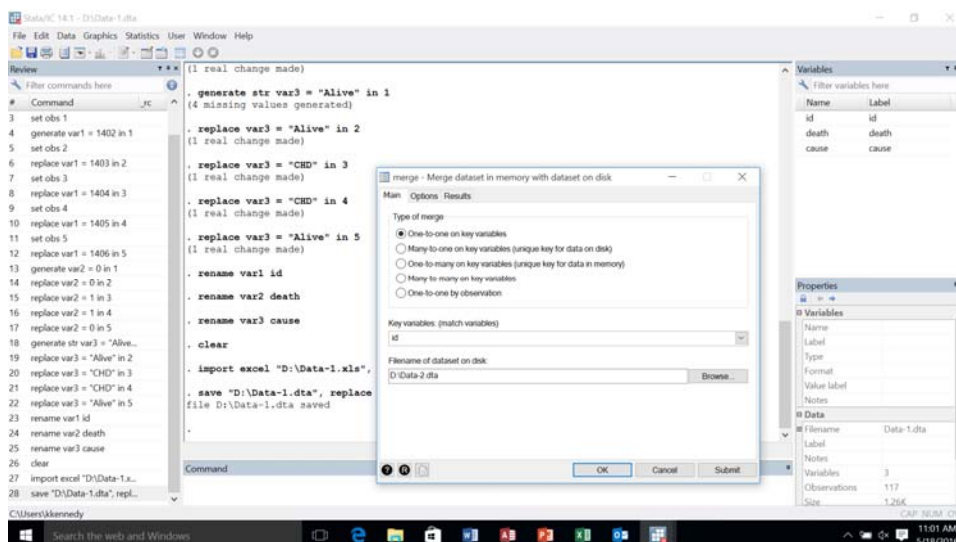 Stata/IC 14.1 - D:\Data-1.dta
File Edit Data Graphics Statistics User Window Help
Review
Filter commands here
# Command _rc
3 set obs 1
4 generate var1 = 1402 in 1
5 set obs 2
6 replace var1 = 1403 in 2
7 set obs 3
8 replace var1 = 1404 in 3
9 set obs 4
10 replace var1 = 1405 in 4
11 set obs 5
12 replace var1 = 1406 in 5
13 generate var2 = 0 in 1
14 replace var2 = 0 in 2
15 replace var2 = 1 in 3
16 replace var2 = 1 in 4
17 replace var2 = 0 in 5
18 generate str var3 = "Alive...
19 replace var3 = "Alive" in 2
20 replace var3 = "CHD" in 3
21 replace var3 = "CHD" in 4
22 replace var3 = "Alive" in 5
23 rename var1 id
24 rename var2 death
25 rename var3 cause
26 clear
27 import excel "D:\Data-1.x...
28 save "D:\Data-1.dta", repl...
(1 real change made)
. generate str var3 = "Alive" in 1
(4 missing values generated)
. replace var3 = "Alive" in 2
(1 real change made)
. replace var3 = "CHD" in 3
(1 real change made)
. replace var3 = "CHD" in 4
(1 real change made)
. replace var3 = "Alive" in 5
(1 real change made)
. rename var1 id
. rename var2 death
. rename var3 cause
. clear
. import excel "D:\Data-1.xls",
. save "D:\Data-1.dta", replace
file D:\Data-1.dta saved
.
Command
merge - Merge dataset in memory with dataset on disk
Main Options Results
Type of merge
One-to-one on key variables
Many-to-one on key variables (unique key for data on disk)
One-to-many on key variables (unique key for data in memory)
Many to many on key variables
One-to-one by observation
Key variables: (match variables)
id
Filename of dataset on disk:
D:\Data-2.dta
Browse...
OK Cancel Submit
Variables
Filter variables here
Name Label
id id
death death
cause cause
Properties
Variables
Name
Label
Type
Format
Value label
Notes
Data
Filename Data-1.dta
Label
Notes
Variables 3
Observations 117
Size 1.26K
C:\Users\kkennedy
CAP NUM
Search the web and Windows
11:01 AM